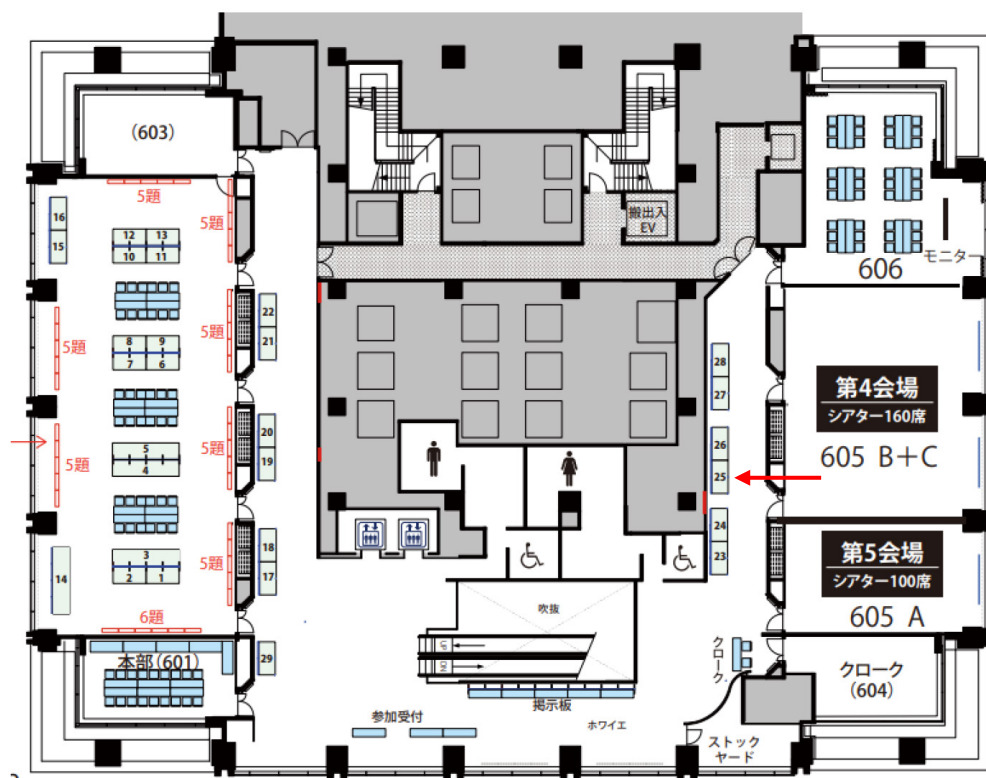 (603)
5題
5題
16
15
12 13
10 11
5題
5題
8 9
7 6
22
21
5題
5題
5
4
20
19
14
3
2 1
5題
18
17
6題
本部(601)
29
搬出入
EV
606
モニター
28
27
第4会場
シアター160席
605 B+C
26
25
24
23
第5会場
シアター100席
605 A
吹抜
UP
DN
掲示板
参加受付
ホワイエ
クローク
クローク
(604)
ストック
ヤード